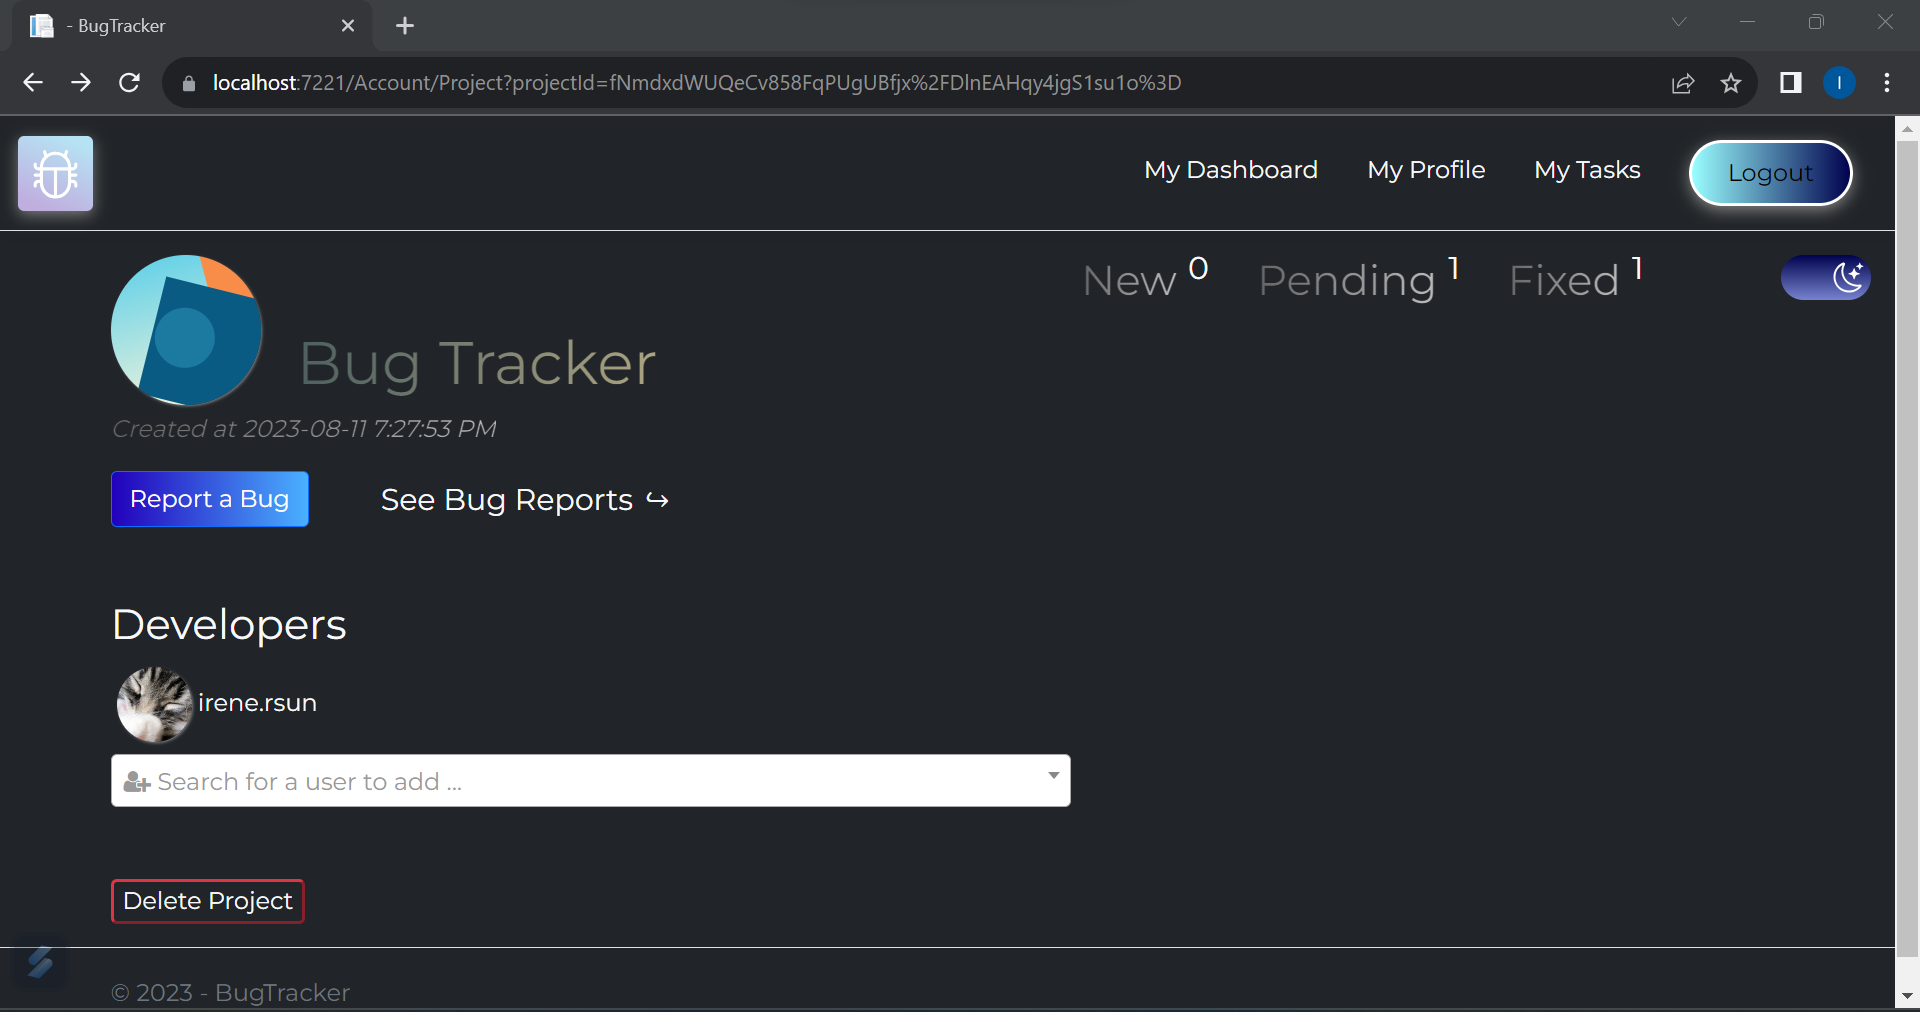 - BugTracker
localhost:7221/Account/Project?projectId=fNmdxdWUQeCv858FqPUgUBfjx%2FDlnEAHqy4jgS1su1o%3D
I
My Dashboard My Profile My Tasks Logout
New 0 Pending 1 Fixed 1
Bug Tracker
Created at 2023-08-11 7:27:53 PM
Report a Bug See Bug Reports ↪
Developers
irene.rsun
Search for a user to add ...
Delete Project
© 2023 - BugTracker